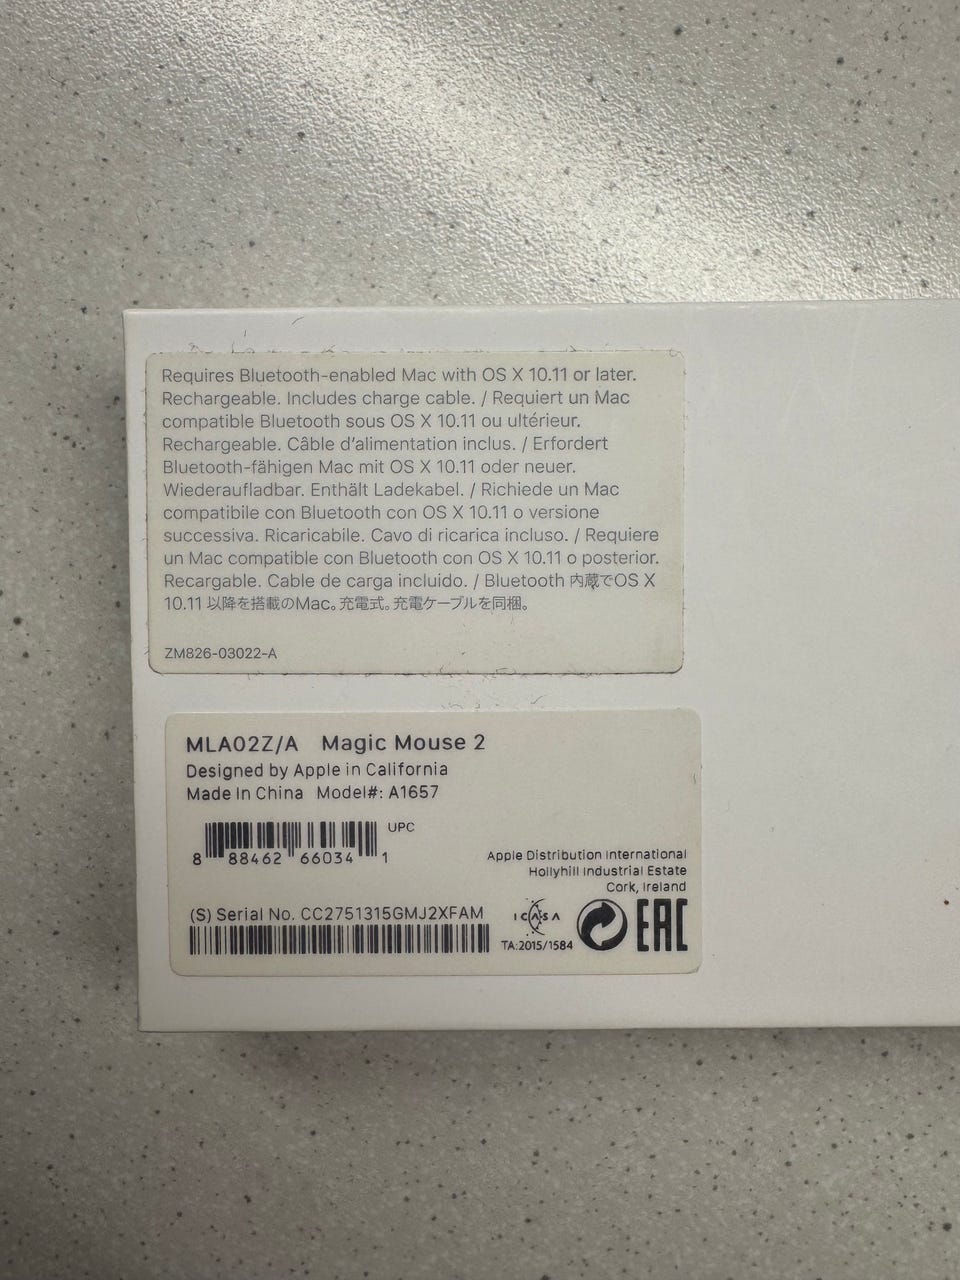 Requires Bluetooth-enabled Mac with OS X 10.11 or later.
Rechargeable. Includes charge cable. / Requiert un Mac
compatible Bluetooth sous OS X 10.11 ou ultérieur.
Rechargeable. Câble d'alimentation inclus. / Erfordert
Bluetooth-fähigen Mac mit OS X 10.11 oder neuer.
Wiederaufladbar. Enthält Ladekabel. / Richiede un Mac
compatibile con Bluetooth con OS X 10.11 o versione
successiva. Ricaricabile. Cavo di ricarica incluso. / Requiere
un Mac compatible con Bluetooth con OS X 10.11 o posterior.
Recargable. Cable de carga incluido. / Bluetooth 内蔵でOS X
10.11 以降を搭載のMac。充電式。充電ケーブルを同梱。
ZM826-03022-A
MLA02Z/A Magic Mouse 2
Designed by Apple in California
Made In China Model#: A1657
UPC
8 88462 66034 1
Apple Distribution International
Hollyhill Industrial Estate
Cork, Ireland
(S) Serial No. CC2751315GMJ2XFAM
ICASA
TA:2015/1584
EAC